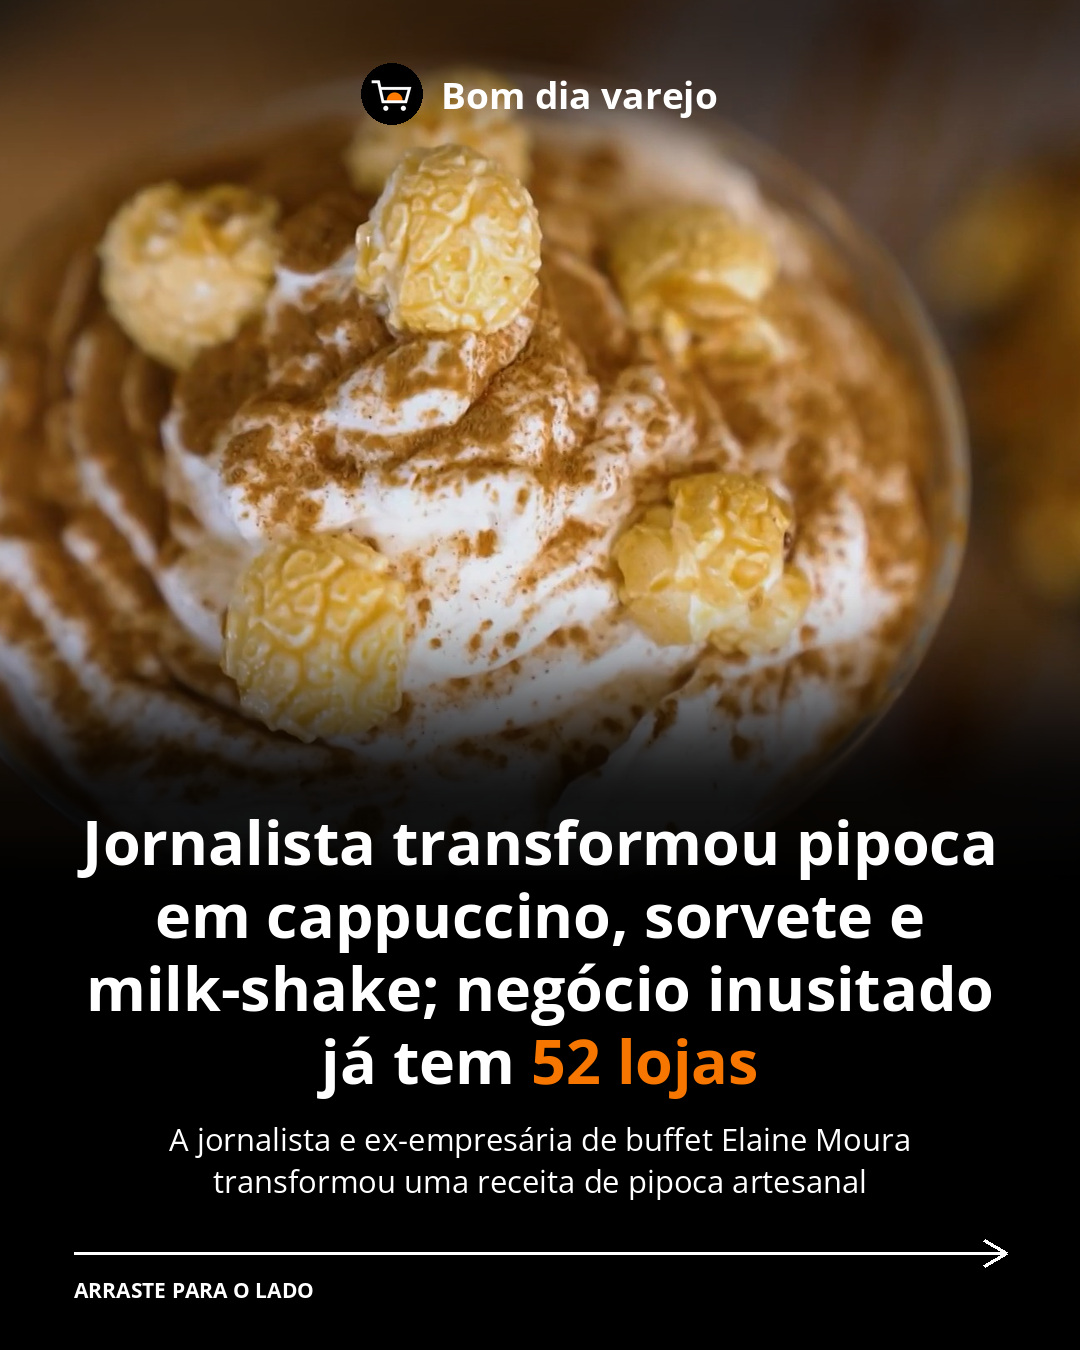 Bom dia varejo
Jornalista transformou pipoca
em cappuccino, sorvete e
milk-shake; negócio inusitado
já tem 52 lojas
A jornalista e ex-empresária de buffet Elaine Moura
transformou uma receita de pipoca artesanal
ARRASTE PARA O LADO